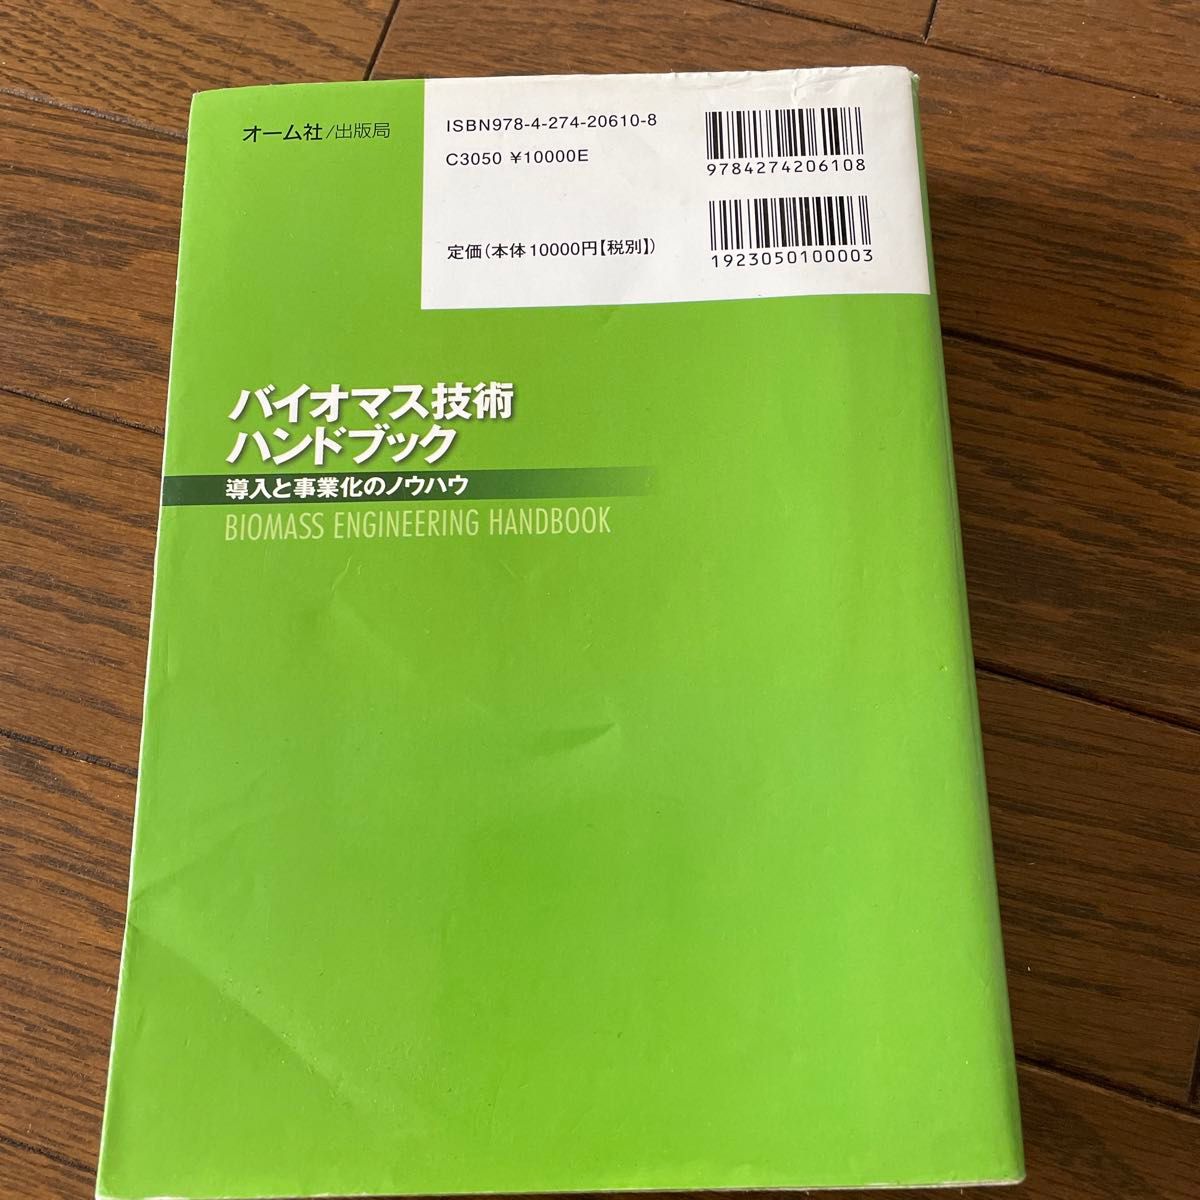 オーム社/出版局
ISBN978-4-274-20610-8
C3050 ¥10000E
定価(本体10000円【税別】)
9784274206108
1923050100003
バイオマス技術
ハンドブック
導入と事業化のノウハウ
BIOMASS ENGINEERING HANDBOOK